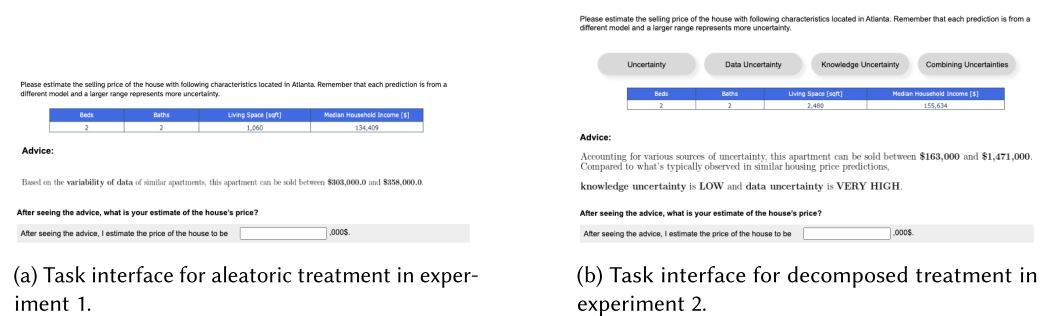 Please estimate the selling price of the house with following characteristics located in Atlanta. Remember that each prediction is from a
different model and a larger range represents more uncertainty.
Beds Baths Living Space [sqft] Median Household Income [$]
2 2 1,060 134,409
Advice:
Based on the variability of data of similar apartments, this apartment can be sold between $303,000.0 and $358,000.0.
After seeing the advice, what is your estimate of the house's price?
After seeing the advice, I estimate the price of the house to be ,000$.
(a) Task interface for aleatoric treatment in exper-
iment 1.
Please estimate the selling price of the house with following characteristics located in Atlanta. Remember that each prediction is from a
different model and a larger range represents more uncertainty.
Uncertainty Data Uncertainty Knowledge Uncertainty Combining Uncertainties
Beds Baths Living Space [sqft] Median Household Income [$]
2 2 2,480 155,634
Advice:
Accounting for various sources of uncertainty, this apartment can be sold between $163,000 and $1,471,000.
Compared to what's typically observed in similar housing price predictions,
knowledge uncertainty is LOW and data uncertainty is VERY HIGH.
After seeing the advice, what is your estimate of the house's price?
After seeing the advice, I estimate the price of the house to be ,000$.
(b) Task interface for decomposed treatment in
experiment 2.